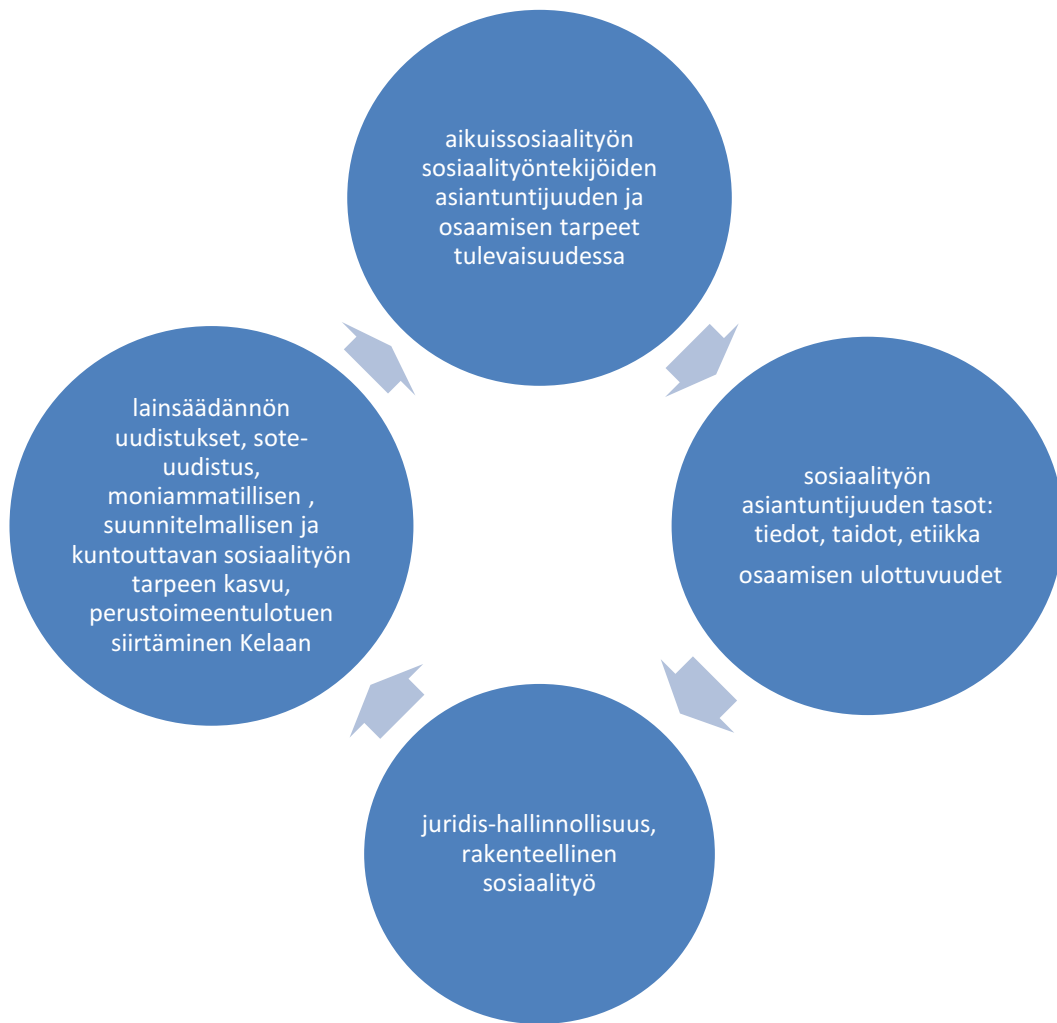 aikuissosiaalityön
sosiaalityöntekijöiden
asiantuntijuuden ja
osaamisen tarpeet
tulevaisuudessa
sosiaalityön
asiantuntijuuden tasot:
tiedot, taidot, etiikka
osaamisen ulottuvuudet
juridis-hallinnollisuus,
rakenteellinen
sosiaalityö
lainsäädännön
uudistukset, sote-
uudistus,
moniammatillisen ,
suunnitelmallisen ja
kuntouttavan sosiaalityön
tarpeen kasvu,
perustoimeentulotuen
siirtäminen Kelaan